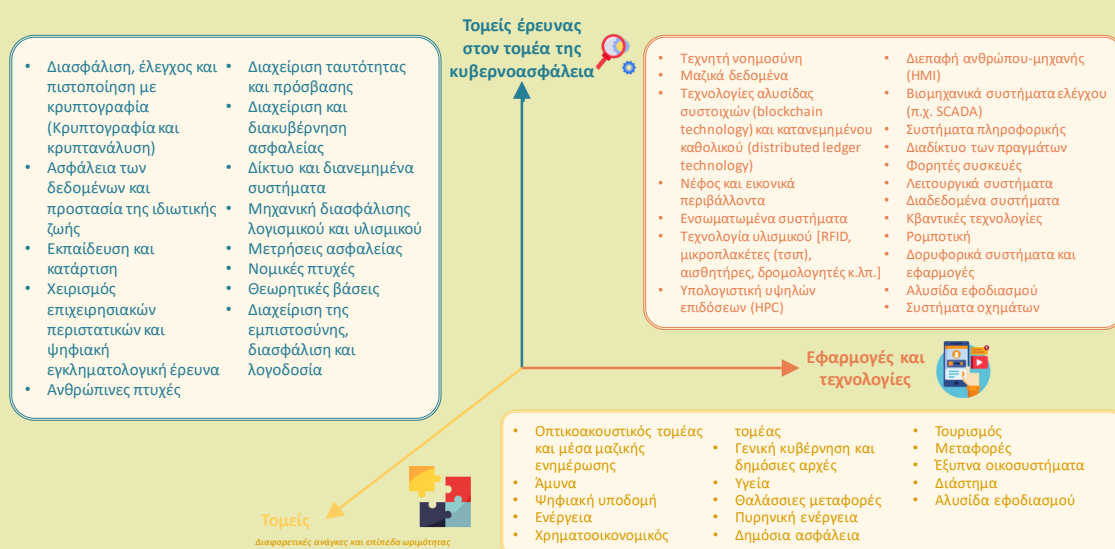 Τομείς έρευνας
στον τομέα της
κυβερνοασφάλεια
• Διασφάλιση, έλεγχος και
πιστοποίηση με
κρυπτογραφία
(Κρυπτογραφία και
κρυπτανάλυση)
• Ασφάλεια των
δεδομένων και
προστασία της ιδιωτικής
ζωής
• Εκπαίδευση και
κατάρτιση
• Χειρισμός
επιχειρησιακών
περιστατικών και
ψηφιακή
εγκληματολογική έρευνα
• Ανθρώπινες πτυχές
• Διαχείριση ταυτότητας
και πρόσβασης
• Διαχείριση και
διακυβέρνηση
ασφαλείας
• Δίκτυο και διανεμημένα
συστήματα
• Μηχανική διασφάλισης
λογισμικού και υλισμικού
• Μετρήσεις ασφαλείας
• Νομικές πτυχές
• Θεωρητικές βάσεις
• Διαχείριση της
εμπιστοσύνης,
διασφάλιση και
λογοδοσία
• Τεχνητή νοημοσύνη
• Μαζικά δεδομένα
• Τεχνολογίες αλυσίδας
συστοιχιών (blockchain
technology) και κατανεμημένου
καθολικού (distributed ledger
technology)
• Νέφος και εικονικά
περιβάλλοντα
• Ενσωματωμένα συστήματα
• Τεχνολογία υλισμικού [RFID,
μικροπλακέτες (τσιπ),
αισθητήρες, δρομολογητές κ.λπ.]
• Υπολογιστική υψηλών
επιδόσεων (HPC)
• Διεπαφή ανθρώπου-μηχανής
(HMI)
• Βιομηχανικά συστήματα ελέγχου
(π.χ. SCADA)
• Συστήματα πληροφορικής
• Διαδίκτυο των πραγμάτων
• Φορητές συσκευές
• Λειτουργικά συστήματα
• Διαδεδομένα συστήματα
• Κβαντικές τεχνολογίες
• Ρομποτική
• Δορυφορικά συστήματα και
εφαρμογές
• Αλυσίδα εφοδιασμού
• Συστήματα οχημάτων
Εφαρμογές και
τεχνολογίες
• Οπτικοακουστικός τομέας
και μέσα μαζικής
ενημέρωσης
• Άμυνα
• Ψηφιακή υποδομή
• Ενέργεια
• Χρηματοοικονομικός
τομέας
• Γενική κυβέρνηση και
δημόσιες αρχές
• Υγεία
• Θαλάσσιες μεταφορές
• Πυρηνική ενέργεια
• Δημόσια ασφάλεια
• Τουρισμός
• Μεταφορές
• Έξυπνα οικοσυστήματα
• Διάστημα
• Αλυσίδα εφοδιασμού
Τομείς
Διαφορετικές ανάγκες και επίπεδα ωριμότητας